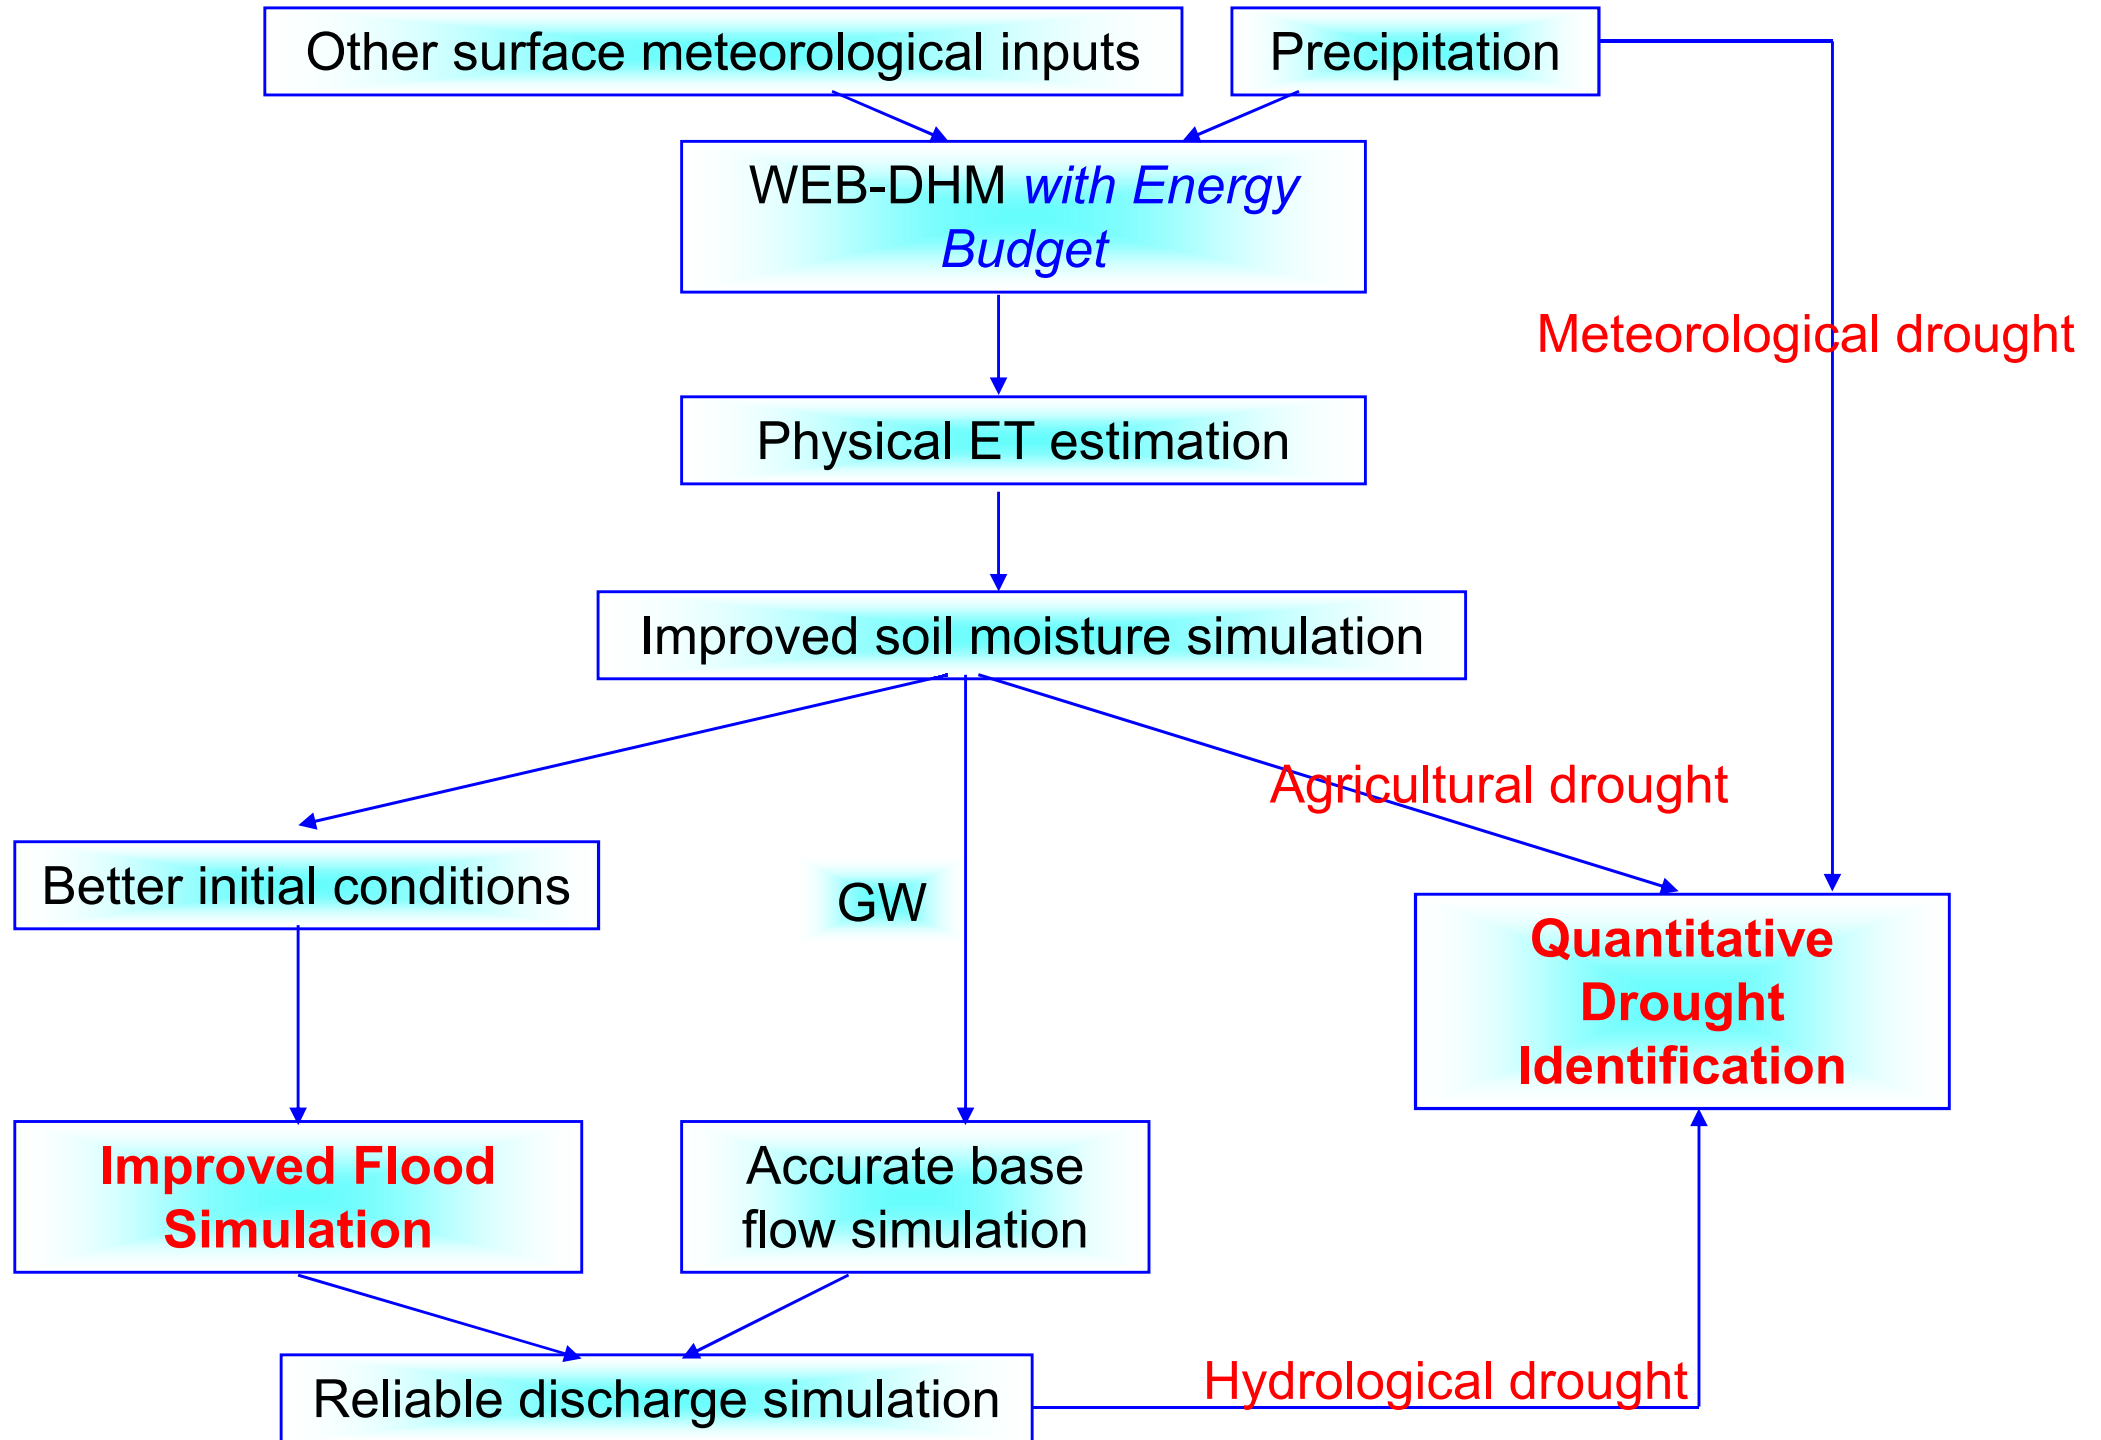 Other surface meteorological inputs
Precipitation
WEB-DHM with Energy
Budget
Meteorological drought
Physical ET estimation
Improved soil moisture simulation
Agricultural drought
Better initial conditions
GW
Quantitative
Drought
Identification
Improved Flood
Simulation
Accurate base
flow simulation
Reliable discharge simulation
Hydrological drought